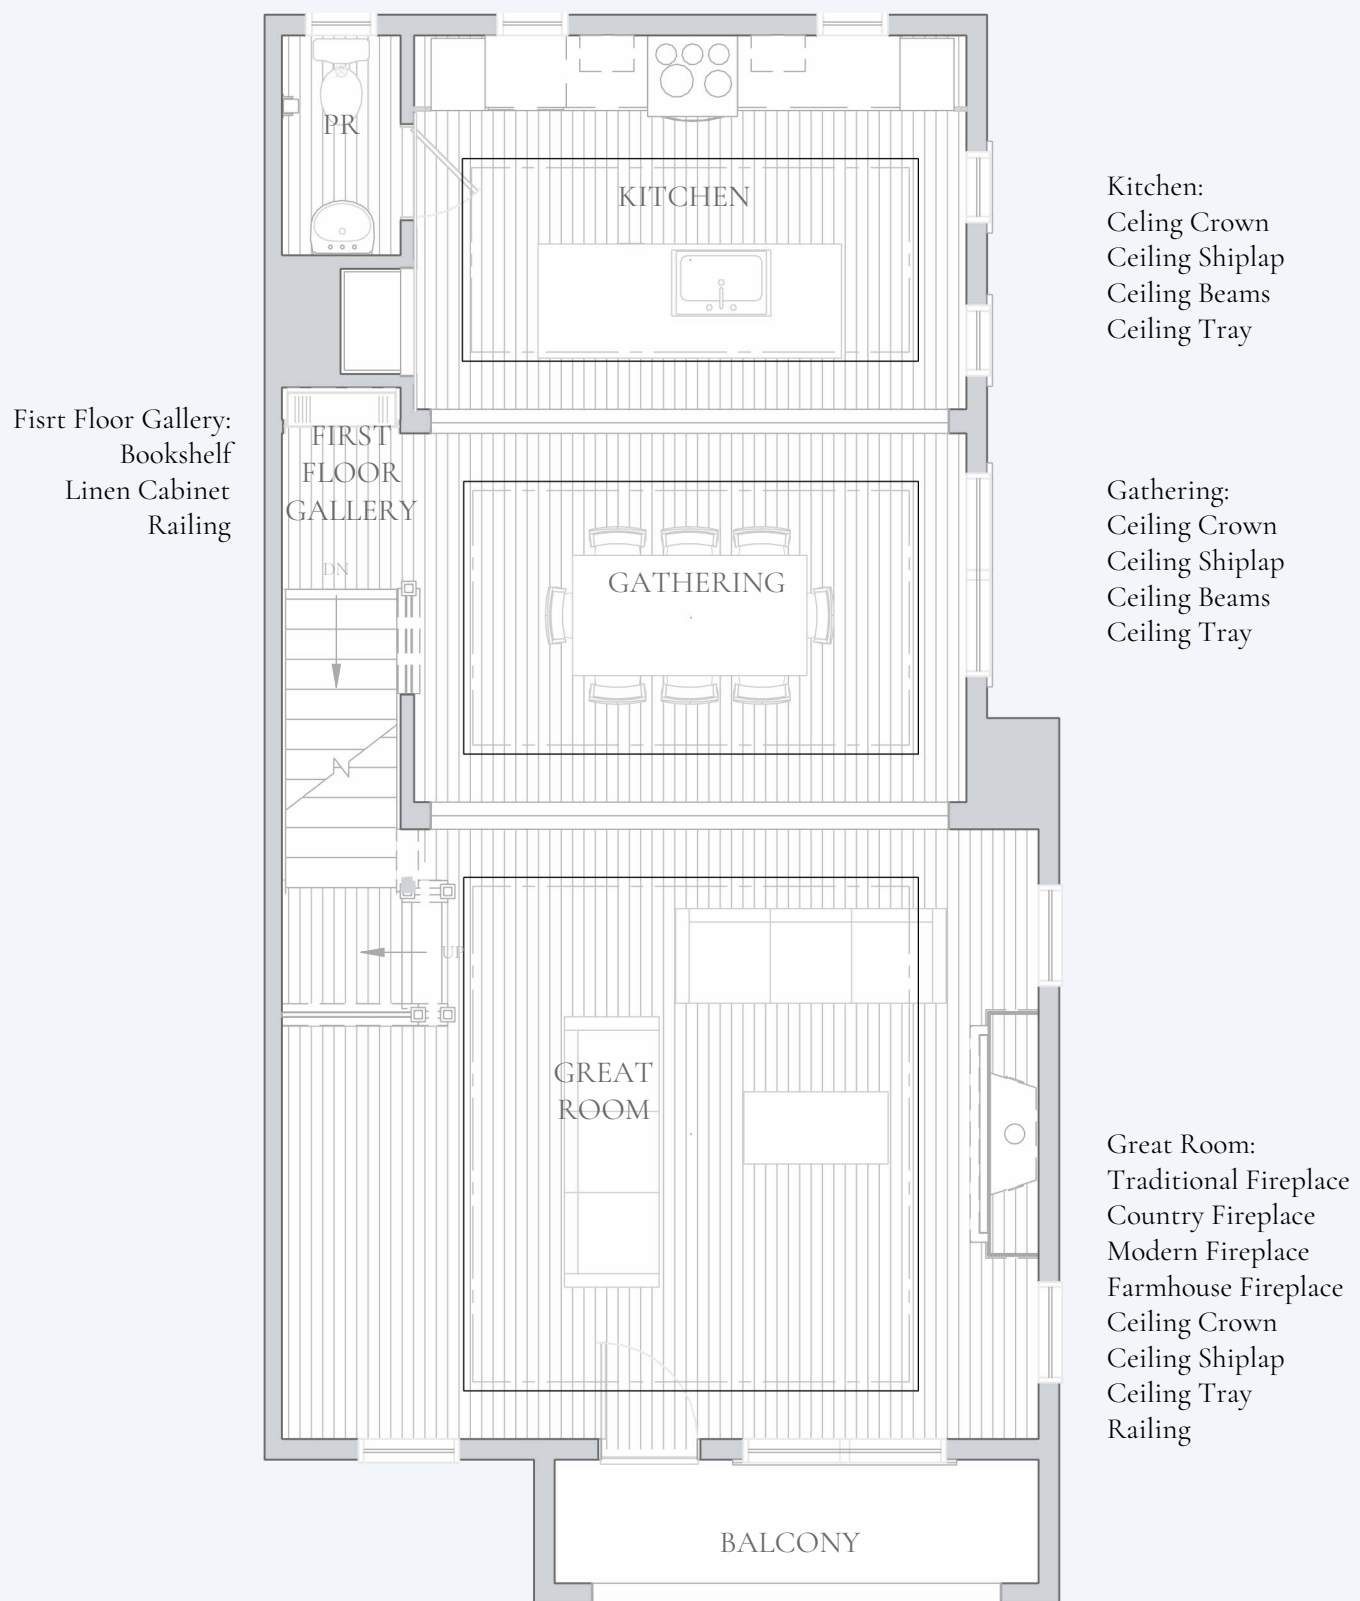 PR
KITCHEN
Kitchen:
Celing Crown
Ceiling Shiplap
Ceiling Beams
Ceiling Tray
Fisrt Floor Gallery:
Bookshelf
Linen Cabinet
Railing
FIRST
FLOOR
GALLERY
DN
GATHERING
Gathering:
Ceiling Crown
Ceiling Shiplap
Ceiling Beams
Ceiling Tray
UP
GREAT
ROOM
Great Room:
Traditional Fireplace
Country Fireplace
Modern Fireplace
Farmhouse Fireplace
Ceiling Crown
Ceiling Shiplap
Ceiling Tray
Railing
BALCONY